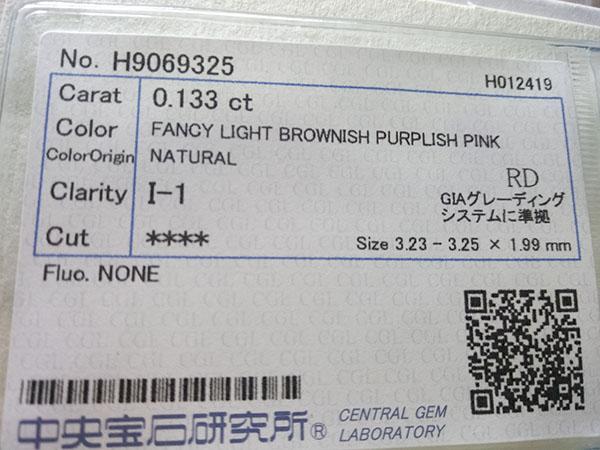 No. H9069325
H012419
Carat 0.133 ct
Color FANCY LIGHT BROWNISH PURPLISH PINK
ColorOrigin NATURAL
Clarity I-1
RD
GIAグレーディング
システムに準拠
Cut ****
Size 3.23 - 3.25 × 1.99 mm
Fluo. NONE
中央宝石研究所® CENTRAL GEM
LABORATORY